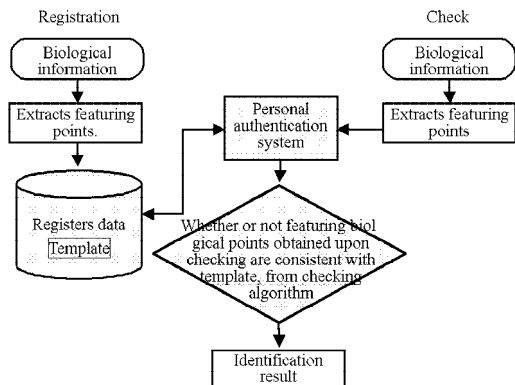 Registration
Biological
information
Extracts featuring
points.
Registers data
Template
Check
Biological
information
Extracts featuring
points
Personal
authentication
system
Whether or not featuring biol
gical points obtained upon
checking are consistent with
template, from checking
algorithm
Identification
result